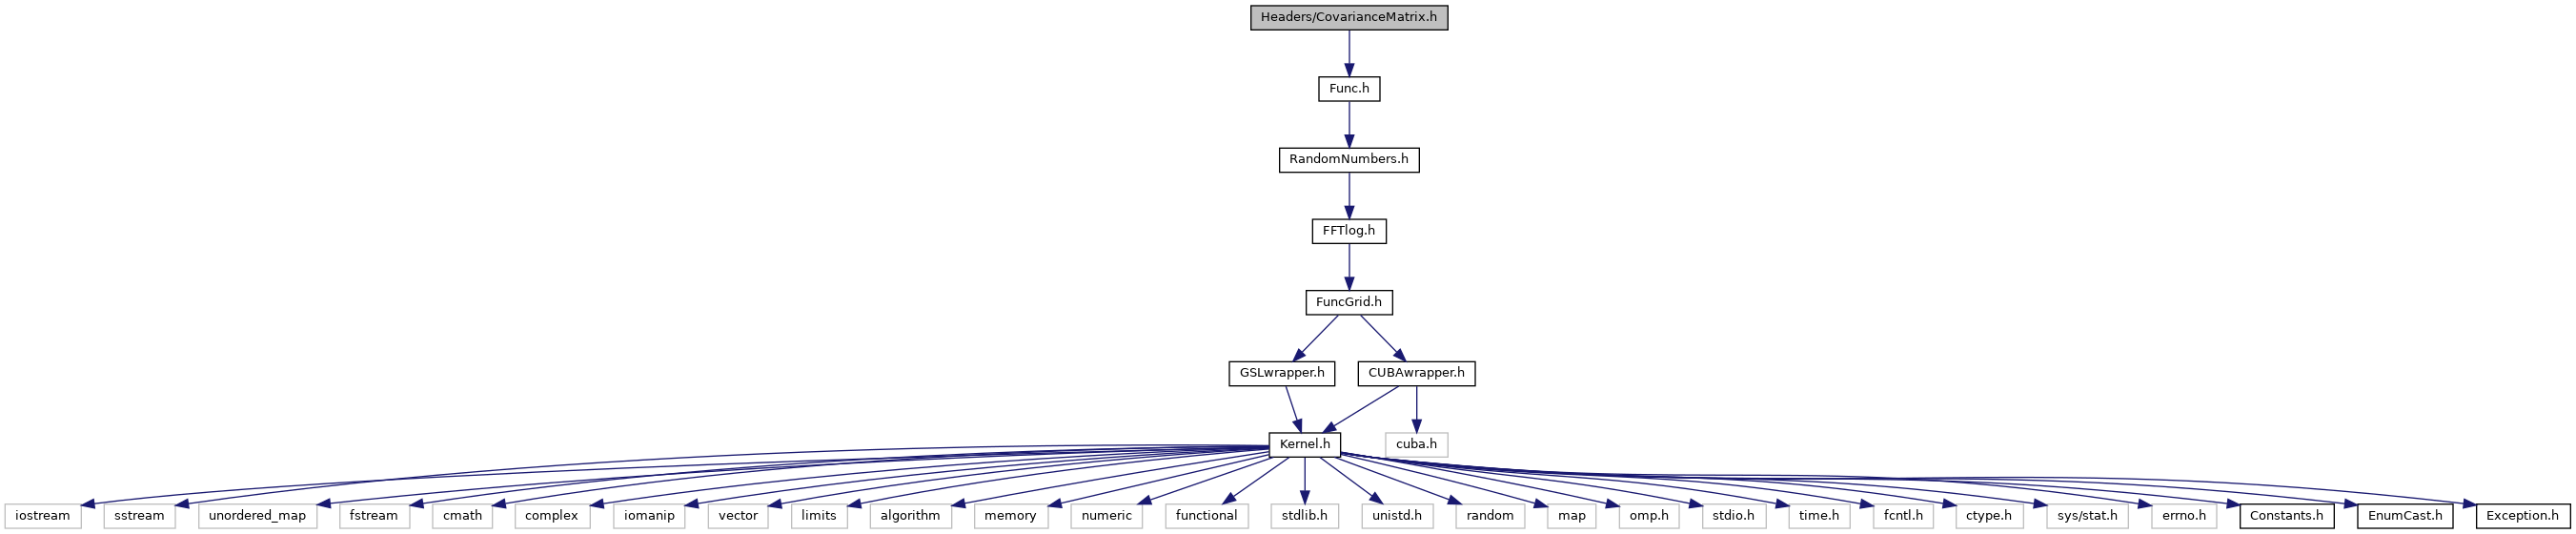 Headers/CovarianceMatrix.h
Func.h
RandomNumbers.h
FFTlog.h
FuncGrid.h
GSLwrapper.h
CUBAwrapper.h
Kernel.h
cuba.h
iostream
sstream
unordered_map
fstream
cmath
complex
iomanip
vector
limits
algorithm
memory
numeric
functional
stdlib.h
unistd.h
random
map
omp.h
stdio.h
time.h
fcntl.h
ctype.h
sys/stat.h
errno.h
Constants.h
EnumCast.h
Exception.h